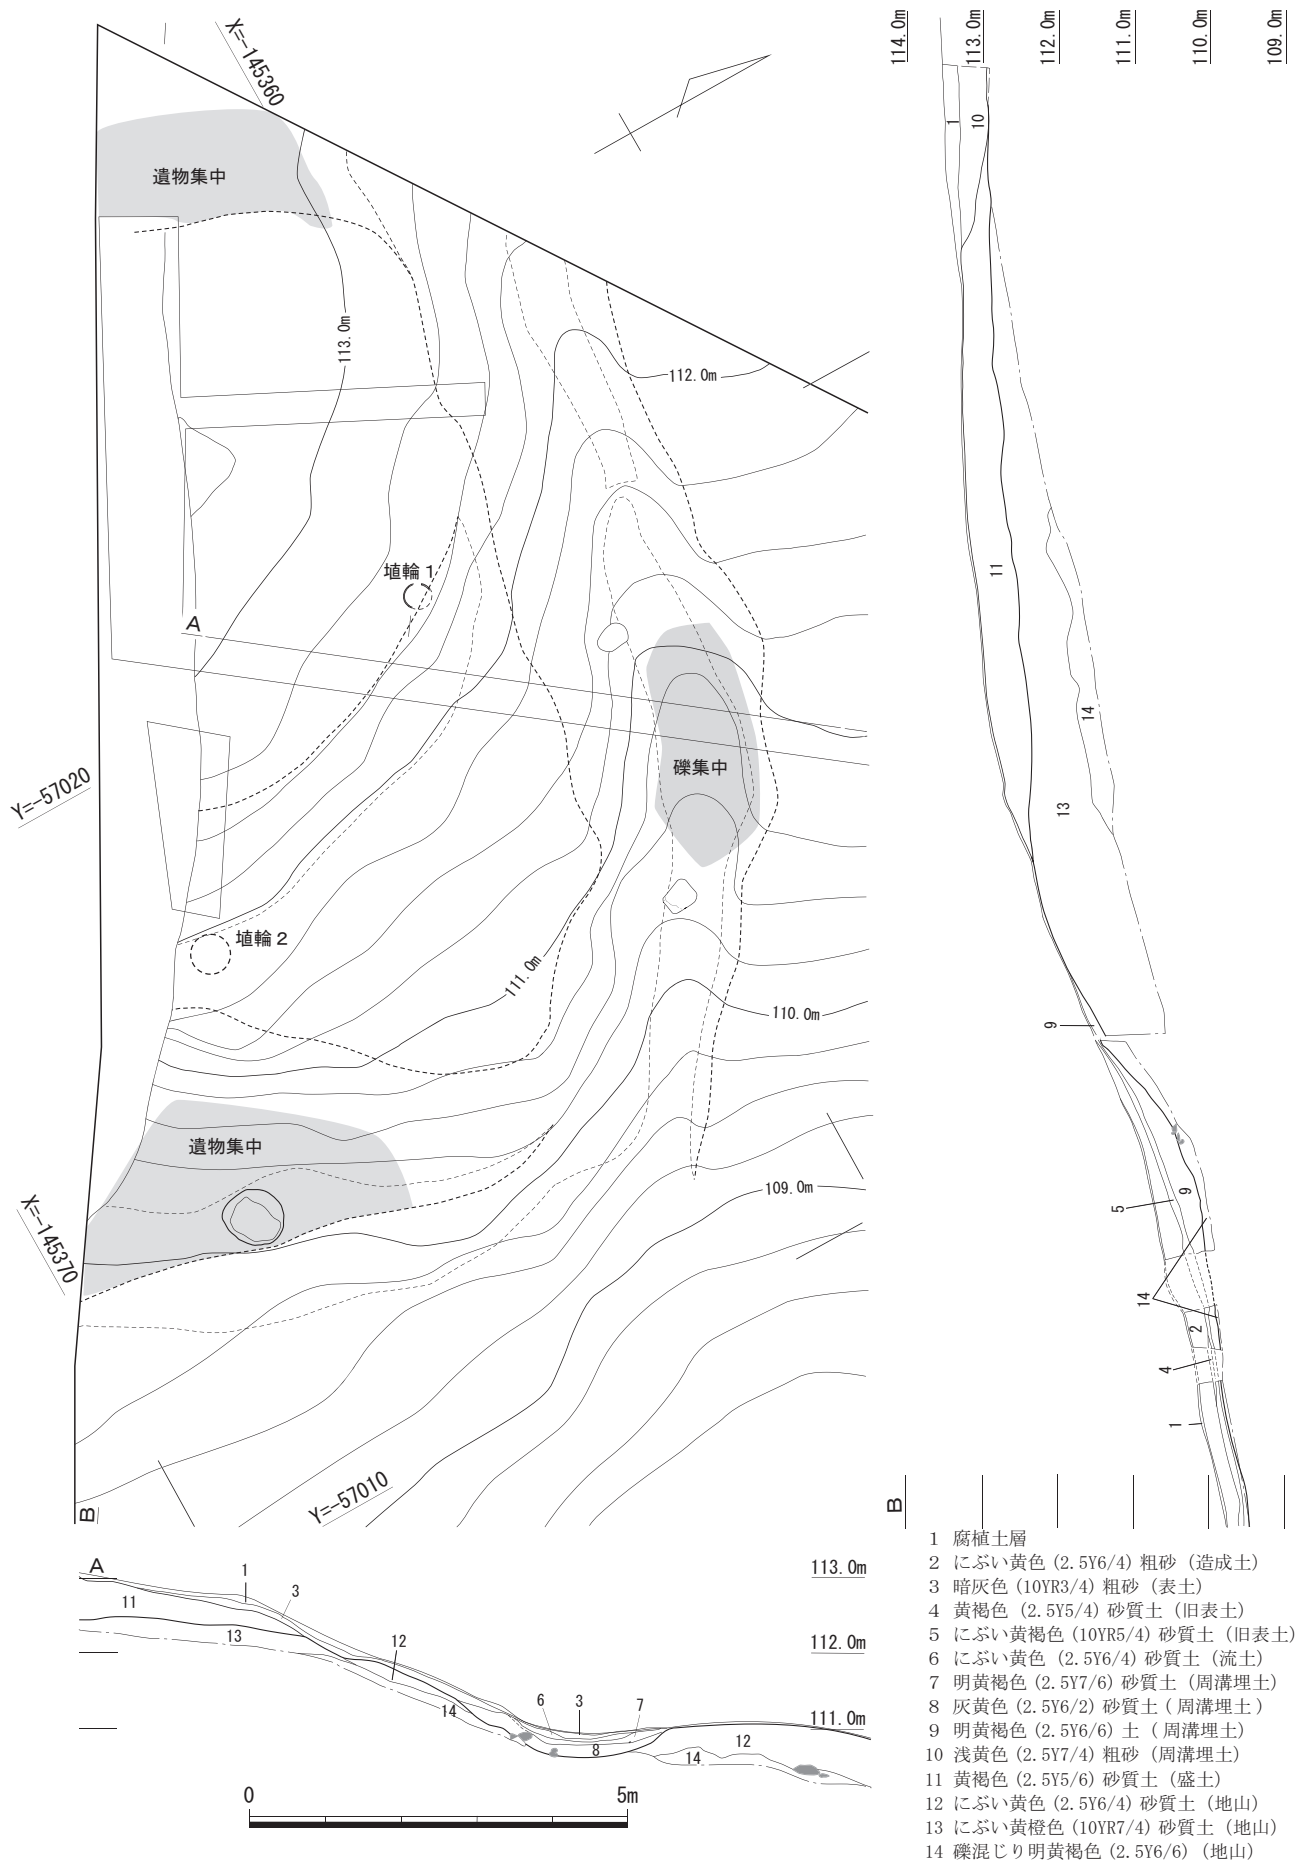 X=-145360
遺物集中
113.0m
112.0m
埴輪１
A
礫集中
Y=-57020
埴輪２
111.0m
110.0m
遺物集中
109.0m
X=-145370
Y=-57010
B
114.0m
113.0m
112.0m
111.0m
110.0m
109.0m
1
10
11
14
13
9
5
9
14
2
4
1
B
A
1
3
11
13
12
14
6
3
7
8
12
14
113.0m
112.0m
111.0m
0
5m
1 腐植土層
2 にぶい黄色 (2.5Y6/4) 粗砂（造成土）
3 暗灰色 (10YR3/4) 粗砂（表土）
4 黄褐色 (2.5Y5/4) 砂質土（旧表土）
5 にぶい黄褐色 (10YR5/4) 砂質土（旧表土）
6 にぶい黄色 (2.5Y6/4) 砂質土（流土）
7 明黄褐色 (2.5Y7/6) 砂質土（周溝埋土）
8 灰黄色 (2.5Y6/2) 砂質土 ( 周溝埋土 )
9 明黄褐色 (2.5Y6/6) 土 ( 周溝埋土）
10 浅黄色 (2.5Y7/4) 粗砂（周溝埋土）
11 黄褐色 (2.5Y5/6) 砂質土（盛土）
12 にぶい黄色 (2.5Y6/4) 砂質土（地山）
13 にぶい黄橙色 (10YR7/4) 砂質土（地山）
14 礫混じり明黄褐色 (2.5Y6/6)（地山）